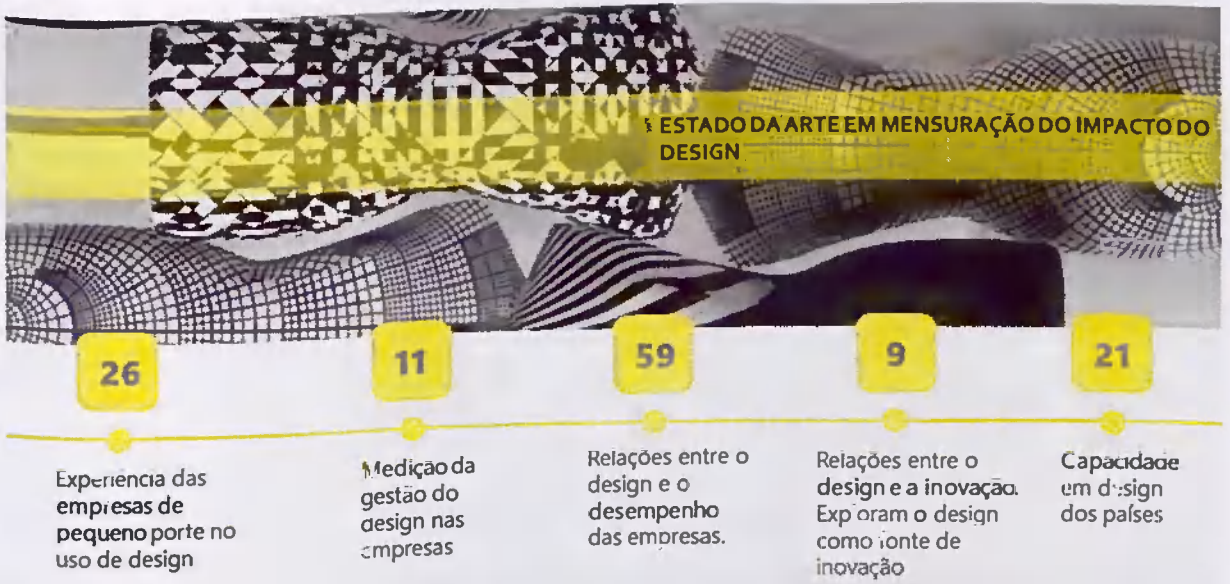 ESTADO DA ARTE EM MENSURAÇÃO DO IMPACTO DO
DESIGN
26
11
59
9
21
Experiência das
empresas de
pequeno porte no
uso de design
Medição da
gestão do
design nas
empresas
Relações entre o
design e o
desempenho
das empresas.
Relações entre o
design e a inovação.
Exploram o design
como fonte de
inovação
Capacidade
em design
dos países